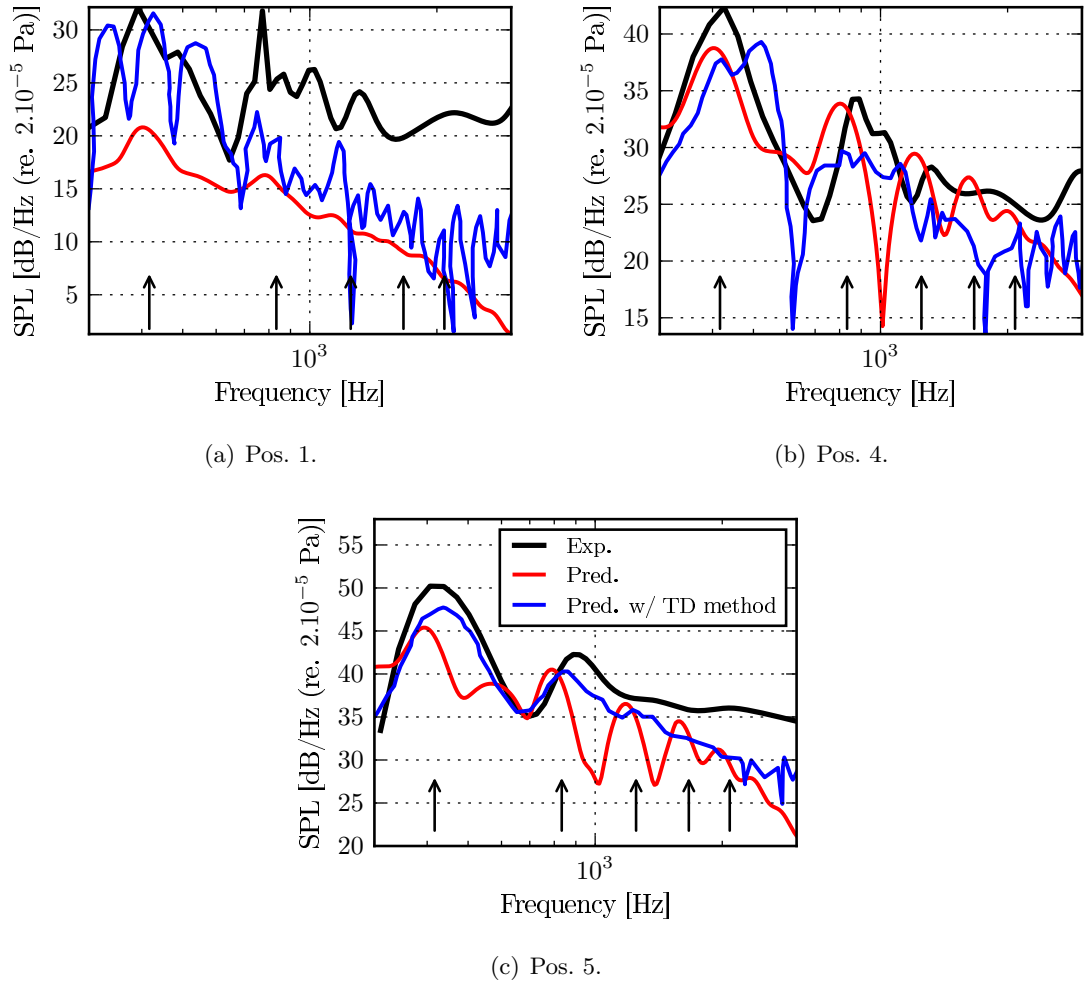 SPL [dB/Hz (re. 2.10⁻⁵ Pa)]
30
25
20
15
10
5
10³
Frequency [Hz]
(a) Pos. 1.
SPL [dB/Hz (re. 2.10⁻⁵ Pa)]
40
35
30
25
20
15
10³
Frequency [Hz]
(b) Pos. 4.
SPL [dB/Hz (re. 2.10⁻⁵ Pa)]
55
50
45
40
35
30
25
20
Exp.
Pred.
Pred. w/ TD method
10³
Frequency [Hz]
(c) Pos. 5.